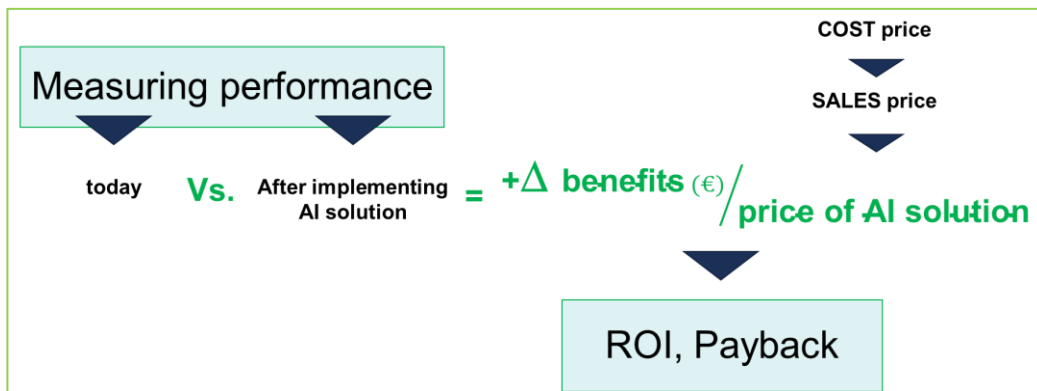 COST price
Measuring performance
SALES price
today
Vs.
After implementing
AI solution
=
+Δ benefits (€)/
price of AI solution
ROI, Payback